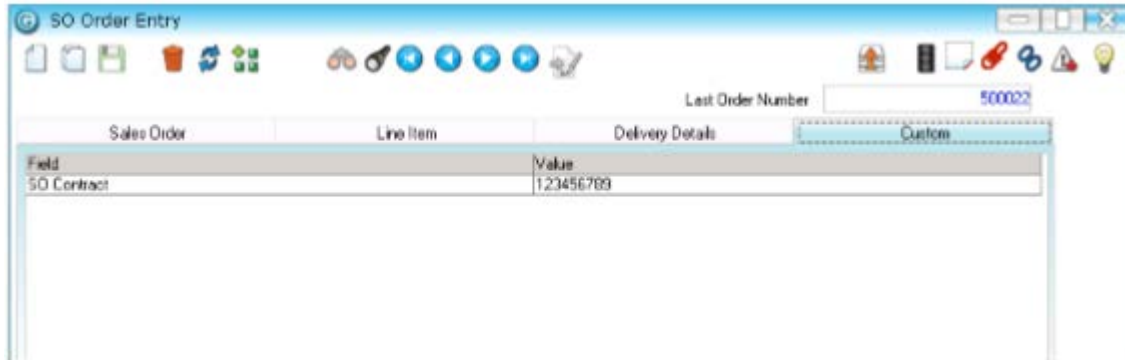 SO Order Entry
Last Order Number 500022
Sales Order Line Item Delivery Details Custom
Field Value
SO Contract 123456789